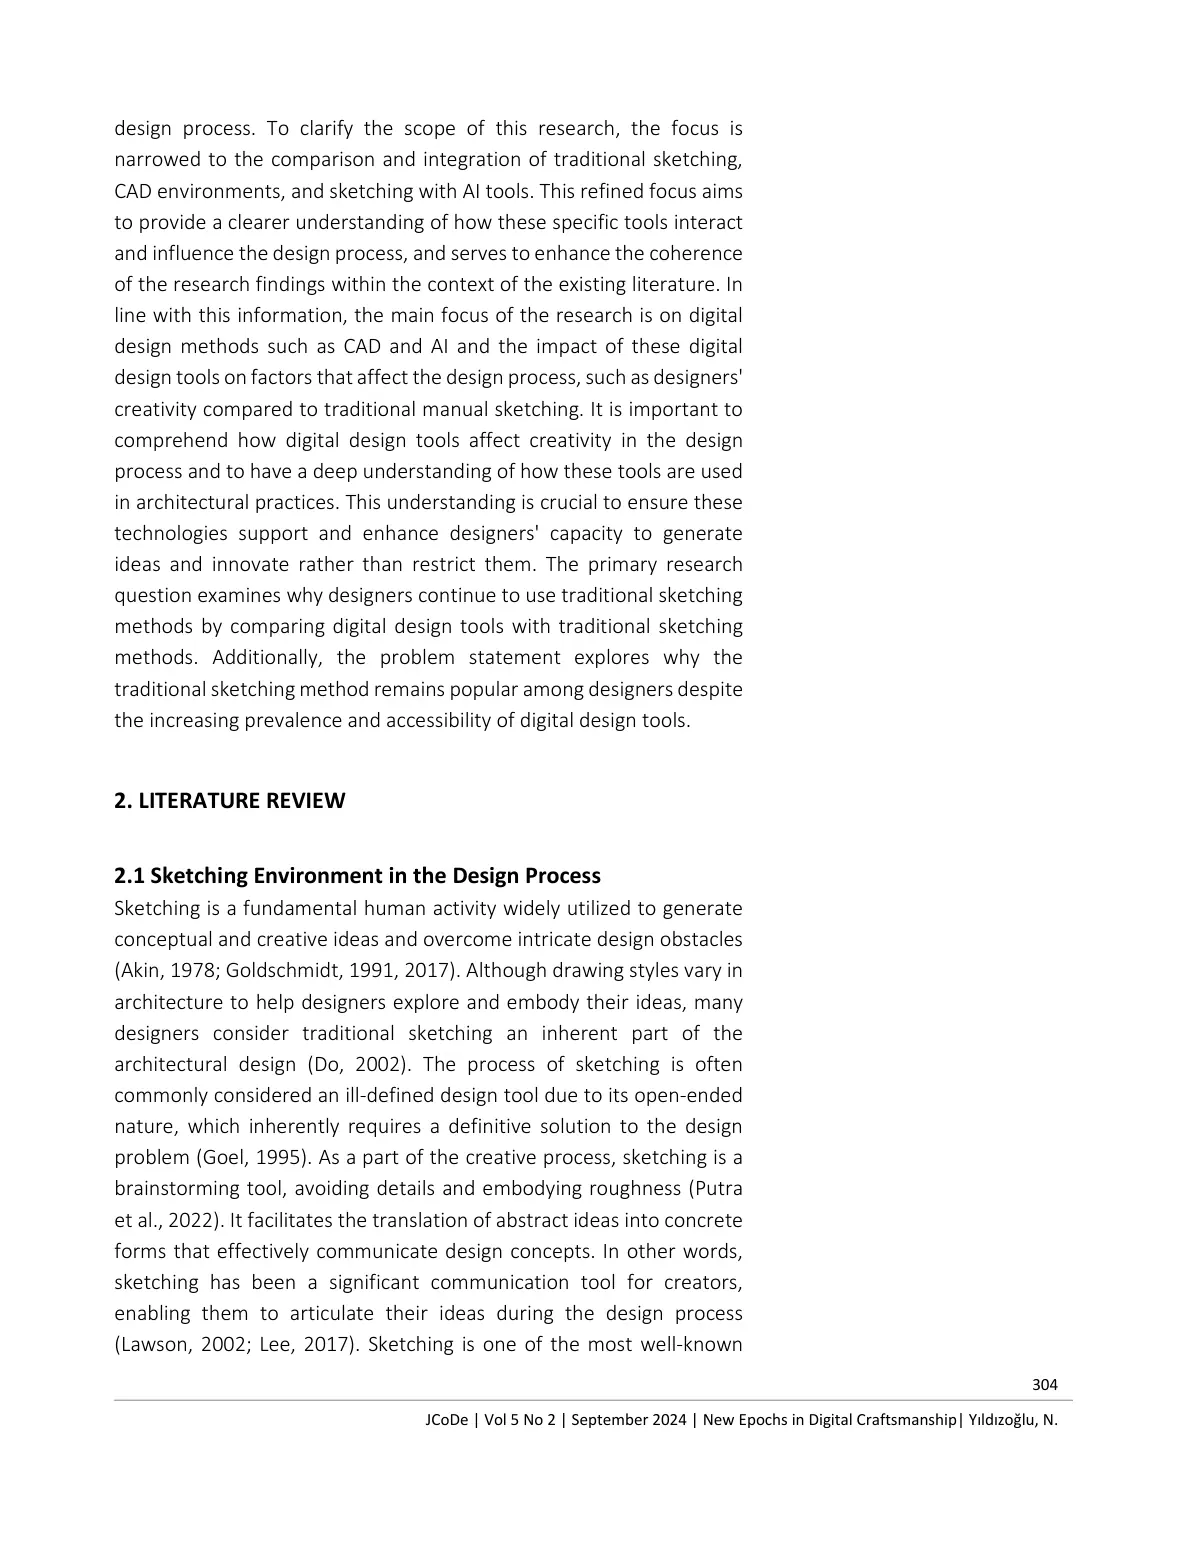 design process. To clarify the scope of this research, the focus is
narrowed to the comparison and integration of traditional sketching,
CAD environments, and sketching with AI tools. This refined focus aims
to provide a clearer understanding of how these specific tools interact
and influence the design process, and serves to enhance the coherence
of the research findings within the context of the existing literature. In
line with this information, the main focus of the research is on digital
design methods such as CAD and AI and the impact of these digital
design tools on factors that affect the design process, such as designers'
creativity compared to traditional manual sketching. It is important to
comprehend how digital design tools affect creativity in the design
process and to have a deep understanding of how these tools are used
in architectural practices. This understanding is crucial to ensure these
technologies support and enhance designers' capacity to generate
ideas and innovate rather than restrict them. The primary research
question examines why designers continue to use traditional sketching
methods by comparing digital design tools with traditional sketching
methods. Additionally, the problem statement explores why the
traditional sketching method remains popular among designers despite
the increasing prevalence and accessibility of digital design tools.
2. LITERATURE REVIEW
2.1 Sketching Environment in the Design Process
Sketching is a fundamental human activity widely utilized to generate
conceptual and creative ideas and overcome intricate design obstacles
(Akin, 1978; Goldschmidt, 1991, 2017). Although drawing styles vary in
architecture to help designers explore and embody their ideas, many
designers consider traditional sketching an inherent part of the
architectural design (Do, 2002). The process of sketching is often
commonly considered an ill-defined design tool due to its open-ended
nature, which inherently requires a definitive solution to the design
problem (Goel, 1995). As a part of the creative process, sketching is a
brainstorming tool, avoiding details and embodying roughness (Putra
et al., 2022). It facilitates the translation of abstract ideas into concrete
forms that effectively communicate design concepts. In other words,
sketching has been a significant communication tool for creators,
enabling them to articulate their ideas during the design process
(Lawson, 2002; Lee, 2017). Sketching is one of the most well-known
304
JCoDe | Vol 5 No 2 | September 2024 | New Epochs in Digital Craftsmanship| Yıldızoğlu, N.